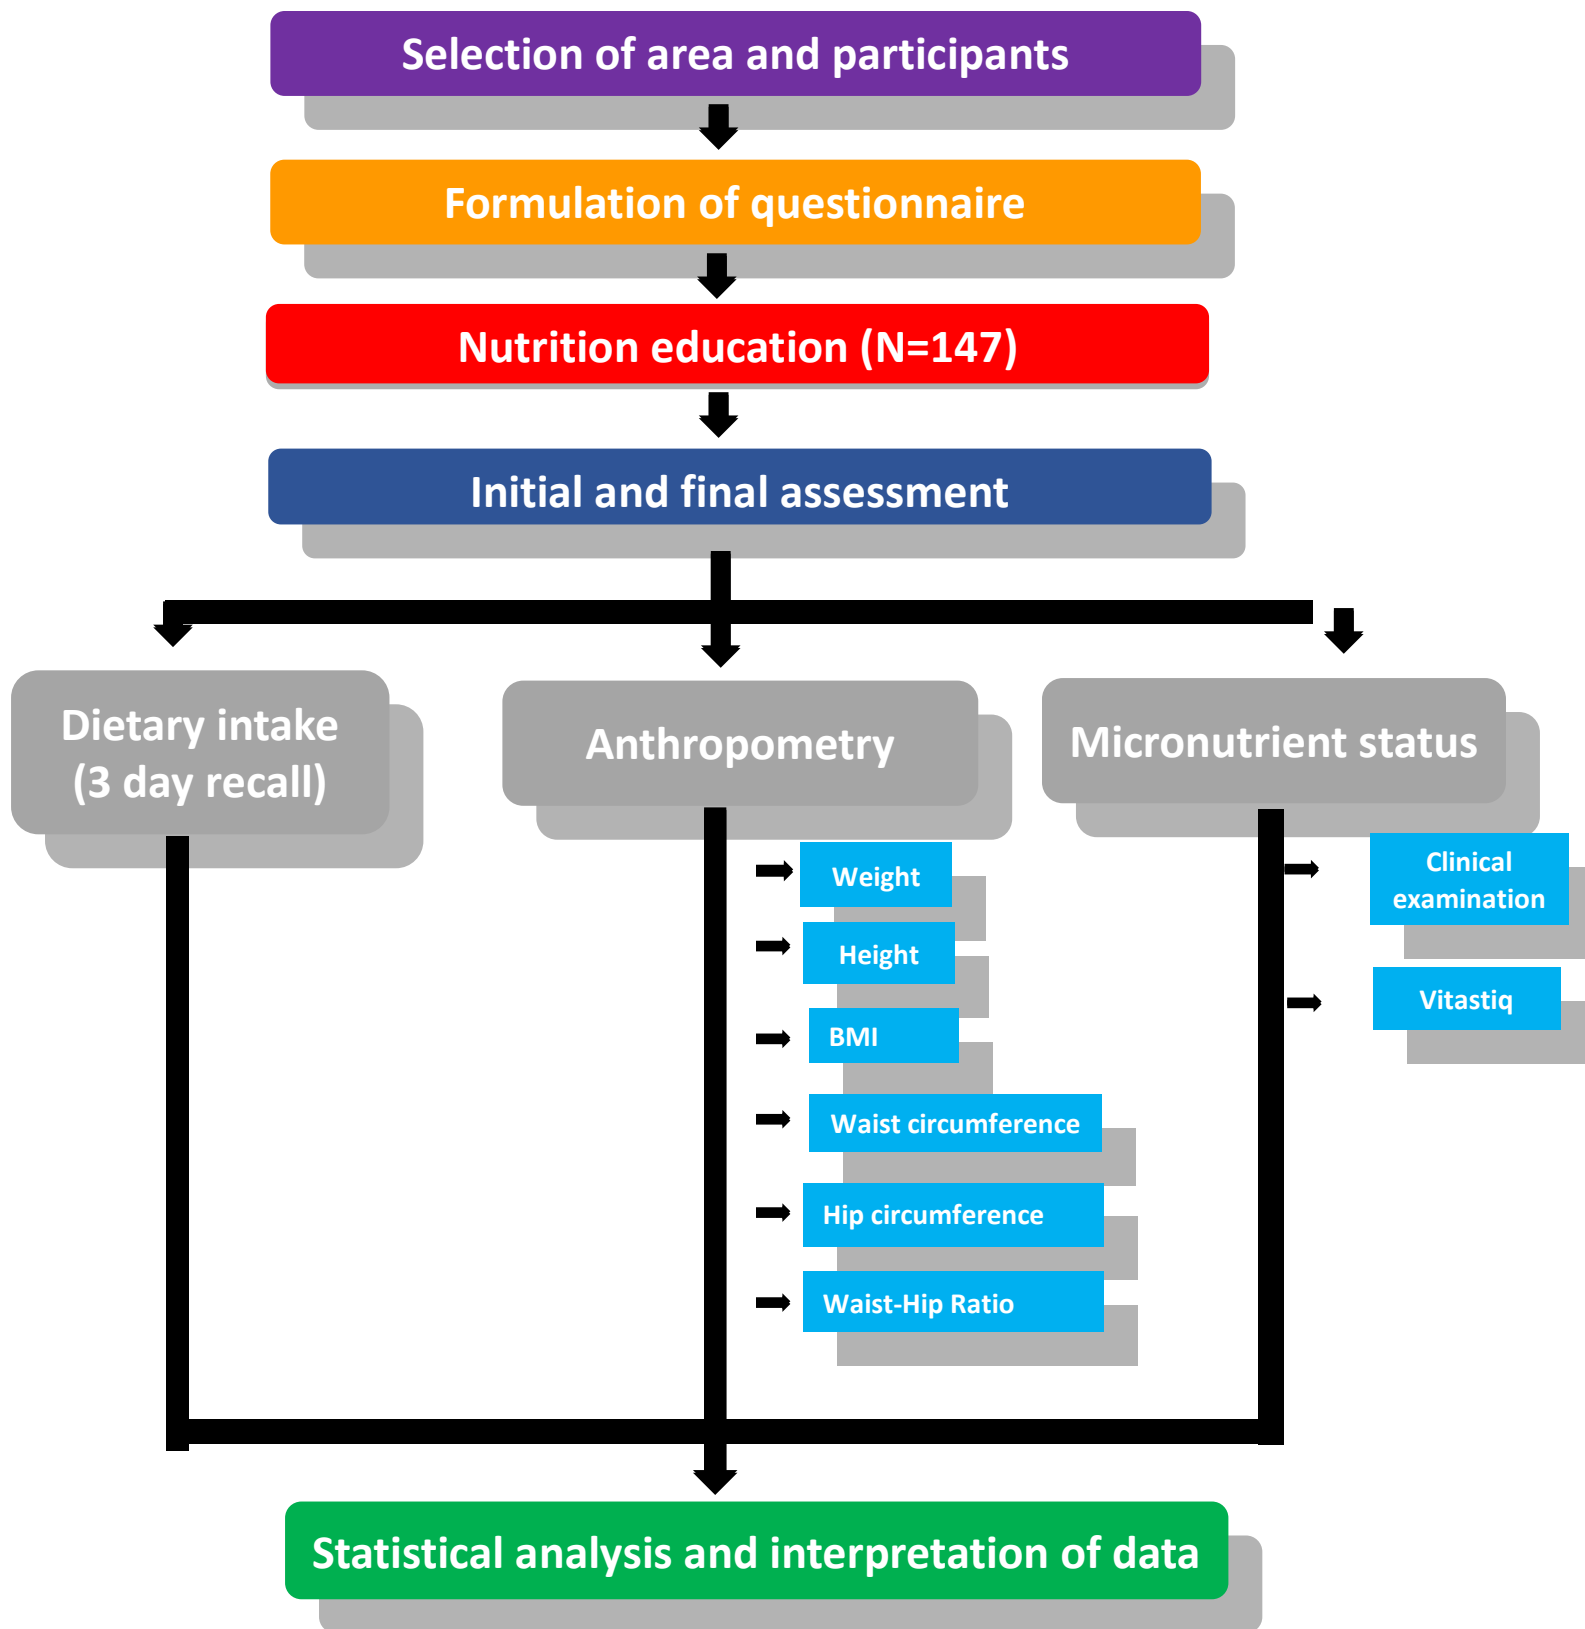 Selection of area and participants
Formulation of questionnaire
Nutrition education (N=147)
Initial and final assessment
Dietary intake
(3 day recall)
Anthropometry
Micronutrient status
Weight
Height
BMI
Waist circumference
Hip circumference
Waist-Hip Ratio
Clinical
examination
Vitastiq
Statistical analysis and interpretation of data